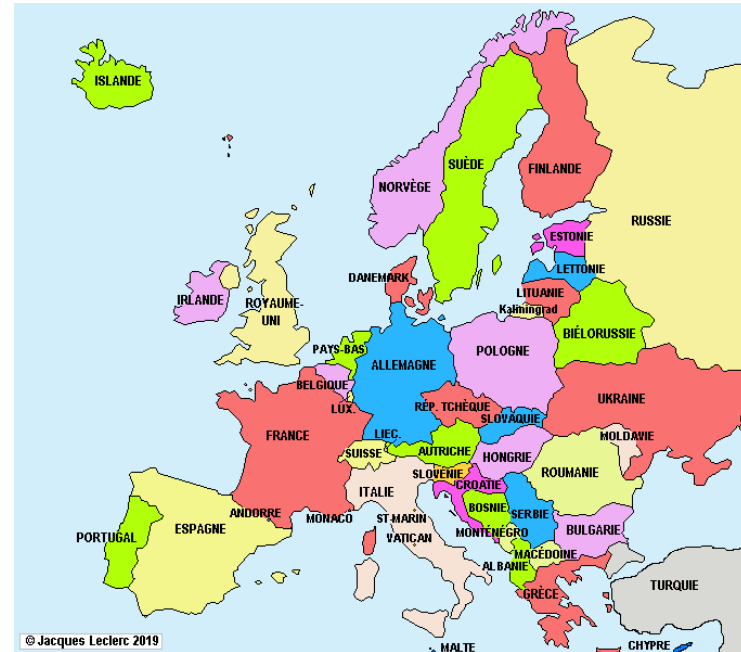 ISLANDE
SUÈDE
FINLANDE
NORVÈGE
RUSSIE
ESTONIE
LETTONIE
DANEMARK
LITUANIE
IRLANDE
ROYAUME-
UNI
Kaliningrad
BIÉLORUSSIE
PAYS-BAS
POLOGNE
ALLEMAGNE
BELGIQUE
UKRAINE
LUX.
RÉP. TCHÈQUE
SLOVAQUIE
FRANCE
LIEC.
MOLDAVIE
SUISSE
AUTRICHE
HONGRIE
ROUMANIE
SLOVÉNIE
CROATIE
ITALIE
BOSNIE
SERBIE
ANDORRE
MONACO
ST-MARIN
ESPAGNE
BULGARIE
MONTÉNÉGRO
PORTUGAL
VATICAN
MACÉDOINE
ALBANIE
TURQUIE
GRÈCE
© Jacques Leclerc 2019
MALTE
CHYPRE